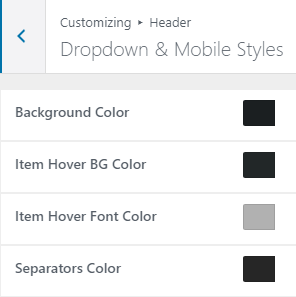 Customizing ▸ Header
Dropdown & Mobile Styles
Background Color
Item Hover BG Color
Item Hover Font Color
Separators Color